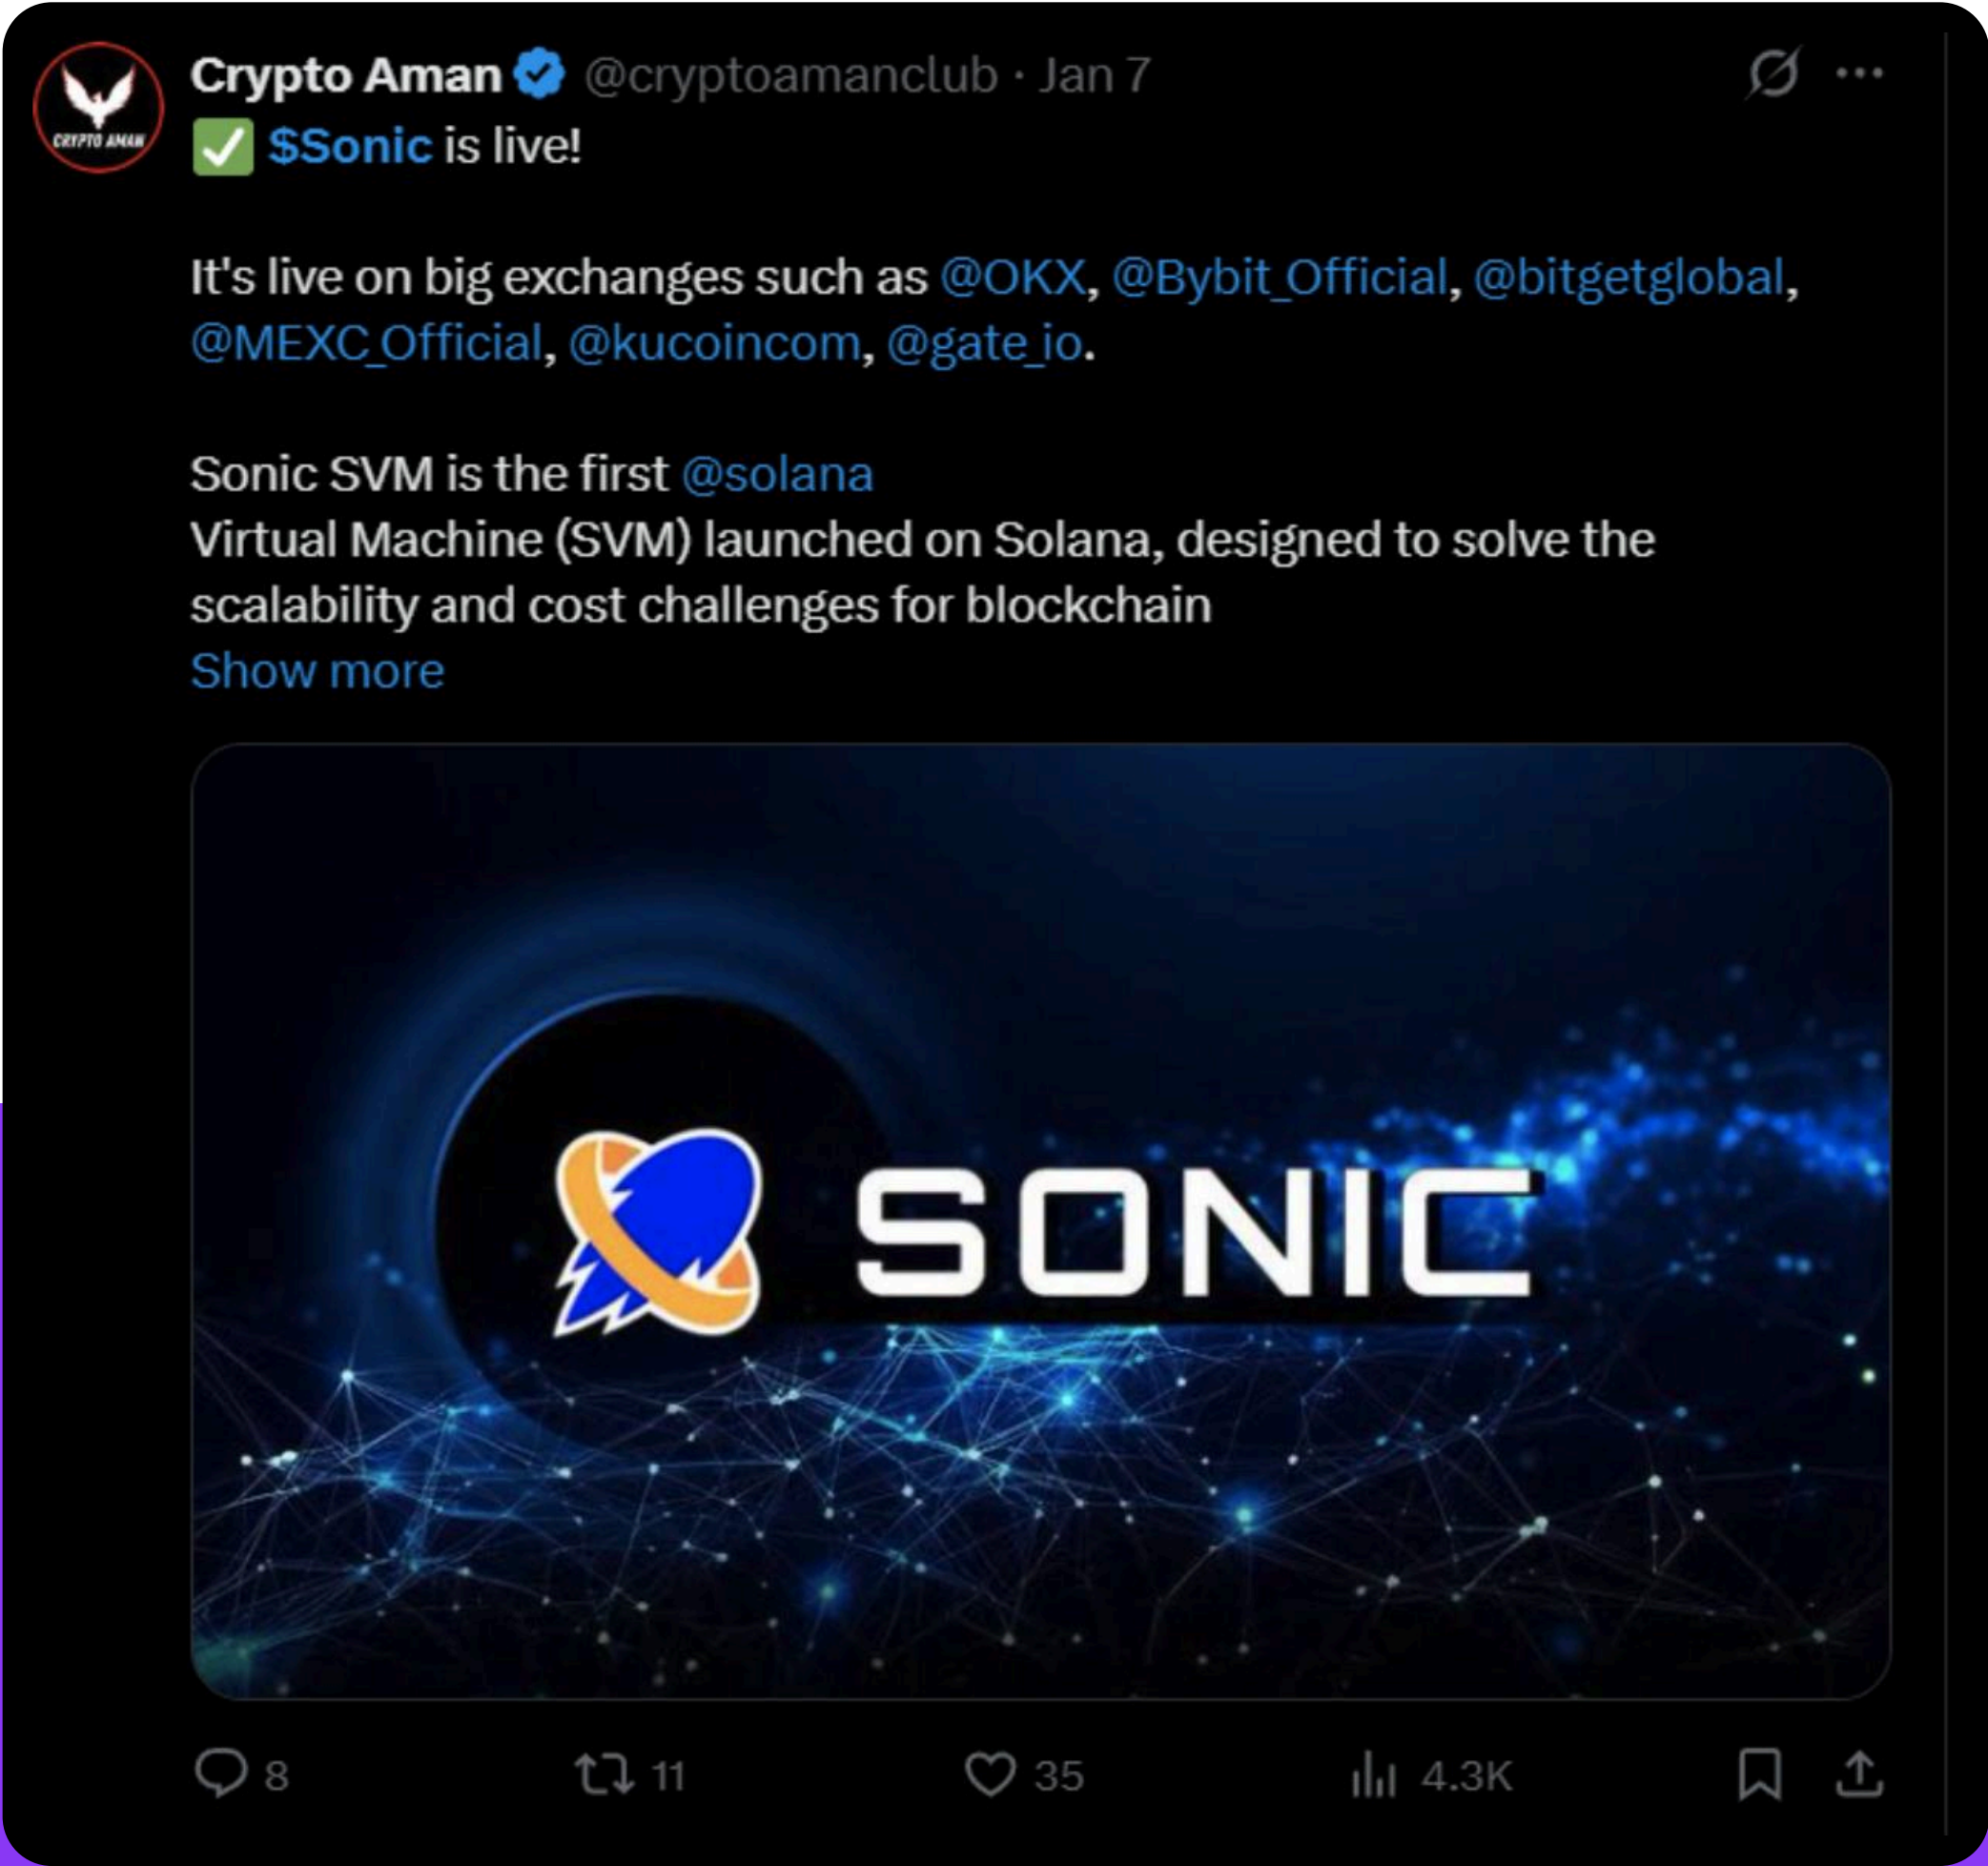 Crypto Aman @cryptoamanclub · Jan 7
CRYPTO AMAN
✅ $Sonic is live!
It's live on big exchanges such as @OKX, @Bybit_Official, @bitgetglobal,
@MEXC_Official, @kucoincom, @gate_io.
Sonic SVM is the first @solana
Virtual Machine (SVM) launched on Solana, designed to solve the
scalability and cost challenges for blockchain
Show more
SONIC
8 11 35 4.3K